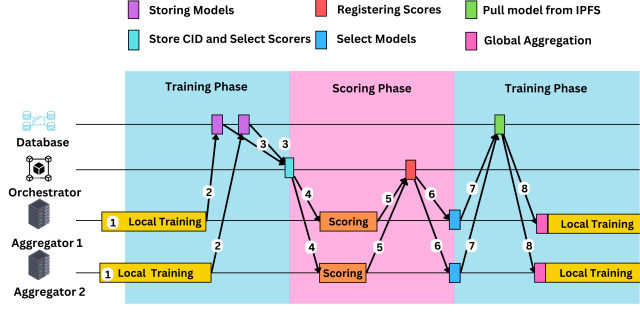 Storing Models
Registering Scores
Pull model from IPFS
Store CID and Select Scorers
Select Models
Global Aggregation
Training Phase
Scoring Phase
Training Phase
Database
3 3
Orchestrator
2 4 5 6 7 8
1 Local Training
Scoring
Local Training
Aggregator 1
2 4 5 6 7 8
1 Local Training
Scoring
Local Training
Aggregator 2